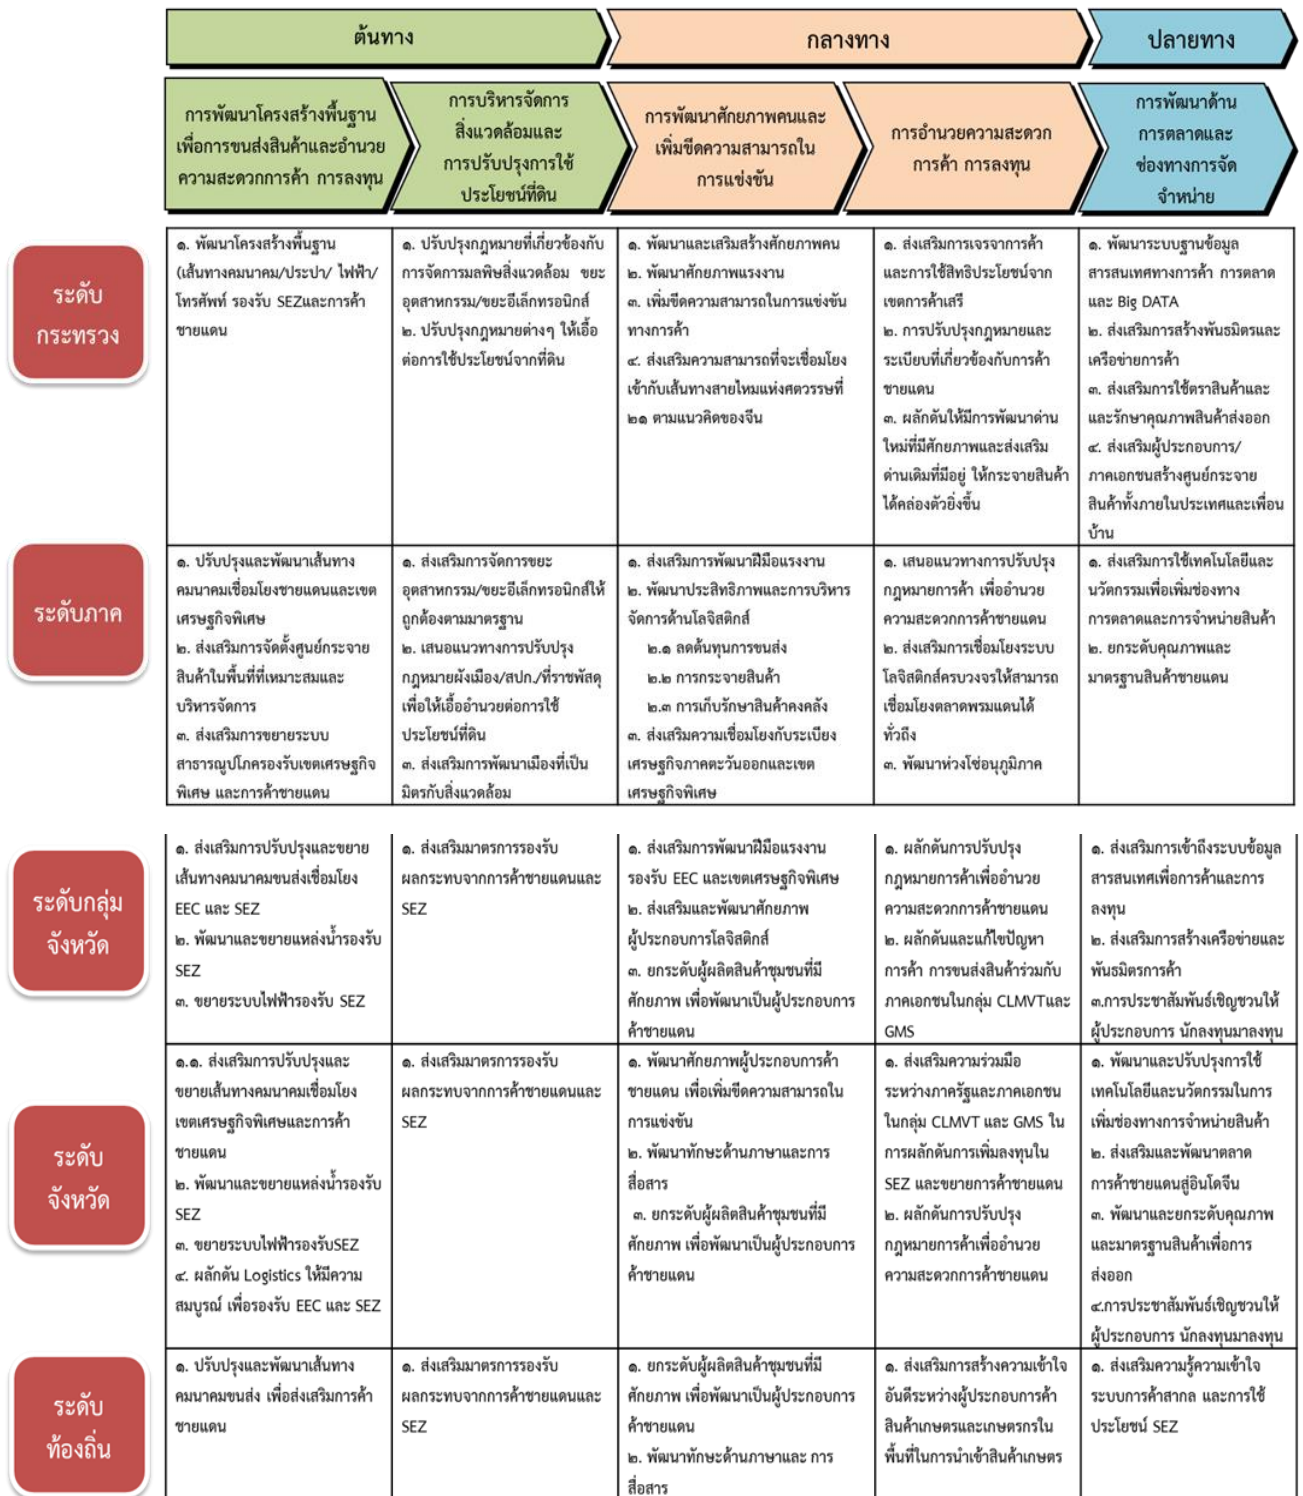 ต้นทาง
กลางทาง
ปลายทาง
การพัฒนาโครงสร้างพื้นฐาน
เพื่อการขนส่งสินค้าและอำนวย
ความสะดวกการค้า การลงทุน
การบริหารจัดการ
สิ่งแวดล้อมและ
การปรับปรุงการใช้
ประโยชน์ที่ดิน
การพัฒนาศักยภาพคนและ
เพิ่มขีดความสามารถใน
การแข่งขัน
การอำนวยความสะดวก
การค้า การลงทุน
การพัฒนาด้าน
การตลาดและ
ช่องทางการจัด
จำหน่าย
ระดับ
กระทรวง
๑. พัฒนาโครงสร้างพื้นฐาน
(เส้นทางคมนาคม/ประปา/ ไฟฟ้า/
โทรศัพท์ รองรับ SEZและการค้า
ชายแดน
๑. ปรับปรุงกฎหมายที่เกี่ยวข้องกับ
การจัดการมลพิษสิ่งแวดล้อม ขยะ
อุตสาหกรรม/ขยะอีเล็กทรอนิกส์
๒. ปรับปรุงกฎหมายต่างๆ ให้เอื้อ
ต่อการใช้ประโยชน์จากที่ดิน
๑. พัฒนาและเสริมสร้างศักยภาพคน
๒. พัฒนาศักยภาพแรงงาน
๓. เพิ่มขีดความสามารถในการแข่งขัน
ทางการค้า
๔. ส่งเสริมความสามารถที่จะเชื่อมโยง
เข้ากับเส้นทางสายไหมแห่งศตวรรษที่
๒๑ ตามแนวคิดของจีน
๑. ส่งเสริมการเจรจาการค้า
และการใช้สิทธิประโยชน์จาก
เขตการค้าเสรี
๒. การปรับปรุงกฎหมายและ
ระเบียบที่เกี่ยวข้องกับการค้า
ชายแดน
๓. ผลักดันให้มีการพัฒนาด่าน
ใหม่ที่มีศักยภาพและส่งเสริม
ด่านเดิมที่มีอยู่ ให้กระจายสินค้า
ได้คล่องตัวยิ่งขึ้น
๑. พัฒนาระบบฐานข้อมูล
สารสนเทศทางการค้า การตลาด
และ Big DATA
๒. ส่งเสริมการสร้างพันธมิตรและ
เครือข่ายการค้า
๓. ส่งเสริมการใช้ตราสินค้าและ
และรักษาคุณภาพสินค้าส่งออก
๔. ส่งเสริมผู้ประกอบการ/
ภาคเอกชนสร้างศูนย์กระจาย
สินค้าทั้งภายในประเทศและเพื่อน
บ้าน
ระดับภาค
๑. ปรับปรุงและพัฒนาเส้นทาง
คมนาคมเชื่อมโยงชายแดนและเขต
เศรษฐกิจพิเศษ
๒. ส่งเสริมการจัดตั้งศูนย์กระจาย
สินค้าในพื้นที่ที่เหมาะสมและ
บริหารจัดการ
๓. ส่งเสริมการขยายระบบ
สาธารณูปโภครองรับเขตเศรษฐกิจ
พิเศษ และการค้าชายแดน
๑. ส่งเสริมการจัดการขยะ
อุตสาหกรรม/ขยะอีเล็กทรอนิกส์ให้
ถูกต้องตามมาตรฐาน
๒. เสนอแนวทางการปรับปรุง
กฎหมายผังเมือง/สปก./ที่ราชพัสดุ
เพื่อให้เอื้ออำนวยต่อการใช้
ประโยชน์ที่ดิน
๓. ส่งเสริมการพัฒนาเมืองที่เป็น
มิตรกับสิ่งแวดล้อม
๑. ส่งเสริมการพัฒนาฝีมือแรงงาน
๒. พัฒนาประสิทธิภาพและการบริหาร
จัดการด้านโลจิสติกส์
๒.๑ ลดต้นทุนการขนส่ง
๒.๒ การกระจายสินค้า
๒.๓ การเก็บรักษาสินค้าคงคลัง
๓. ส่งเสริมความเชื่อมโยงกับระเบียง
เศรษฐกิจภาคตะวันออกและเขต
เศรษฐกิจพิเศษ
๑. เสนอแนวทางการปรับปรุง
กฎหมายการค้า เพื่ออำนวย
ความสะดวกการค้าชายแดน
๒. ส่งเสริมการเชื่อมโยงระบบ
โลจิสติกส์ครบวงจรให้สามารถ
เชื่อมโยงตลาดพรมแดนได้
ทั่วถึง
๓. พัฒนาห่วงโซ่อนุภูมิภาค
๑. ส่งเสริมการใช้เทคโนโลยีและ
นวัตกรรมเพื่อเพิ่มช่องทาง
การตลาดและการจำหน่ายสินค้า
๒. ยกระดับคุณภาพและ
มาตรฐานสินค้าชายแดน
ระดับกลุ่ม
จังหวัด
๑. ส่งเสริมการปรับปรุงและขยาย
เส้นทางคมนาคมขนส่งเชื่อมโยง
EEC และ SEZ
๒. พัฒนาและขยายแหล่งน้ำรองรับ
SEZ
๓. ขยายระบบไฟฟ้ารองรับ SEZ
๑. ส่งเสริมมาตรการรองรับ
ผลกระทบจากการค้าชายแดนและ
SEZ
๑. ส่งเสริมการพัฒนาฝีมือแรงงาน
รองรับ EEC และเขตเศรษฐกิจพิเศษ
๒. ส่งเสริมและพัฒนาศักยภาพ
ผู้ประกอบการโลจิสติกส์
๓. ยกระดับผู้ผลิตสินค้าชุมชนที่มี
ศักยภาพ เพื่อพัฒนาเป็นผู้ประกอบการ
ค้าชายแดน
๑. ผลักดันการปรับปรุง
กฎหมายการค้าเพื่ออำนวย
ความสะดวกการค้าชายแดน
๒. ผลักดันและแก้ไขปัญหา
การค้า การขนส่งสินค้าร่วมกับ
ภาคเอกชนในกลุ่ม CLMVTและ
GMS
๑. ส่งเสริมการเข้าถึงระบบข้อมูล
สารสนเทศเพื่อการค้าและการ
ลงทุน
๒. ส่งเสริมการสร้างเครือข่ายและ
พันธมิตรการค้า
๓.การประชาสัมพันธ์เชิญชวนให้
ผู้ประกอบการ นักลงทุนมาลงทุน
ระดับ
จังหวัด
๑.๑. ส่งเสริมการปรับปรุงและ
ขยายเส้นทางคมนาคมเชื่อมโยง
เขตเศรษฐกิจพิเศษและการค้า
ชายแดน
๒. พัฒนาและขยายแหล่งน้ำรองรับ
SEZ
๓. ขยายระบบไฟฟ้ารองรับSEZ
๔. ผลักดัน Logistics ให้มีความ
สมบูรณ์ เพื่อรองรับ EEC และ SEZ
๑. ส่งเสริมมาตรการรองรับ
ผลกระทบจากการค้าชายแดนและ
SEZ
๑. พัฒนาศักยภาพผู้ประกอบการค้า
ชายแดน เพื่อเพิ่มขีดความสามารถใน
การแข่งขัน
๒. พัฒนาทักษะด้านภาษาและการ
สื่อสาร
๓. ยกระดับผู้ผลิตสินค้าชุมชนที่มี
ศักยภาพ เพื่อพัฒนาเป็นผู้ประกอบการ
ค้าชายแดน
๑. ส่งเสริมความร่วมมือ
ระหว่างภาครัฐและภาคเอกชน
ในกลุ่ม CLMVT และ GMS ใน
การผลักดันการเพิ่มลงทุนใน
SEZ และขยายการค้าชายแดน
๒. ผลักดันการปรับปรุง
กฎหมายการค้าเพื่ออำนวย
ความสะดวกการค้าชายแดน
๑. พัฒนาและปรับปรุงการใช้
เทคโนโลยีและนวัตกรรมในการ
เพิ่มช่องทางการจำหน่ายสินค้า
๒. ส่งเสริมและพัฒนาตลาด
การค้าชายแดนสู่อินโดจีน
๓. พัฒนาและยกระดับคุณภาพ
และมาตรฐานสินค้าเพื่อการ
ส่งออก
๔.การประชาสัมพันธ์เชิญชวนให้
ผู้ประกอบการ นักลงทุนมาลงทุน
ระดับ
ท้องถิ่น
๑. ปรับปรุงและพัฒนาเส้นทาง
คมนาคมขนส่ง เพื่อส่งเสริมการค้า
ชายแดน
๑. ส่งเสริมมาตรการรองรับ
ผลกระทบจากการค้าชายแดนและ
SEZ
๑. ยกระดับผู้ผลิตสินค้าชุมชนที่มี
ศักยภาพ เพื่อพัฒนาเป็นผู้ประกอบการ
ค้าชายแดน
๒. พัฒนาทักษะด้านภาษาและ การ
สื่อสาร
๑. ส่งเสริมการสร้างความเข้าใจ
อันดีระหว่างผู้ประกอบการค้า
สินค้าเกษตรและเกษตรกรใน
พื้นที่ในการนำเข้าสินค้าเกษตร
๑. ส่งเสริมความรู้ความเข้าใจ
ระบบการค้าสากล และการใช้
ประโยชน์ SEZ